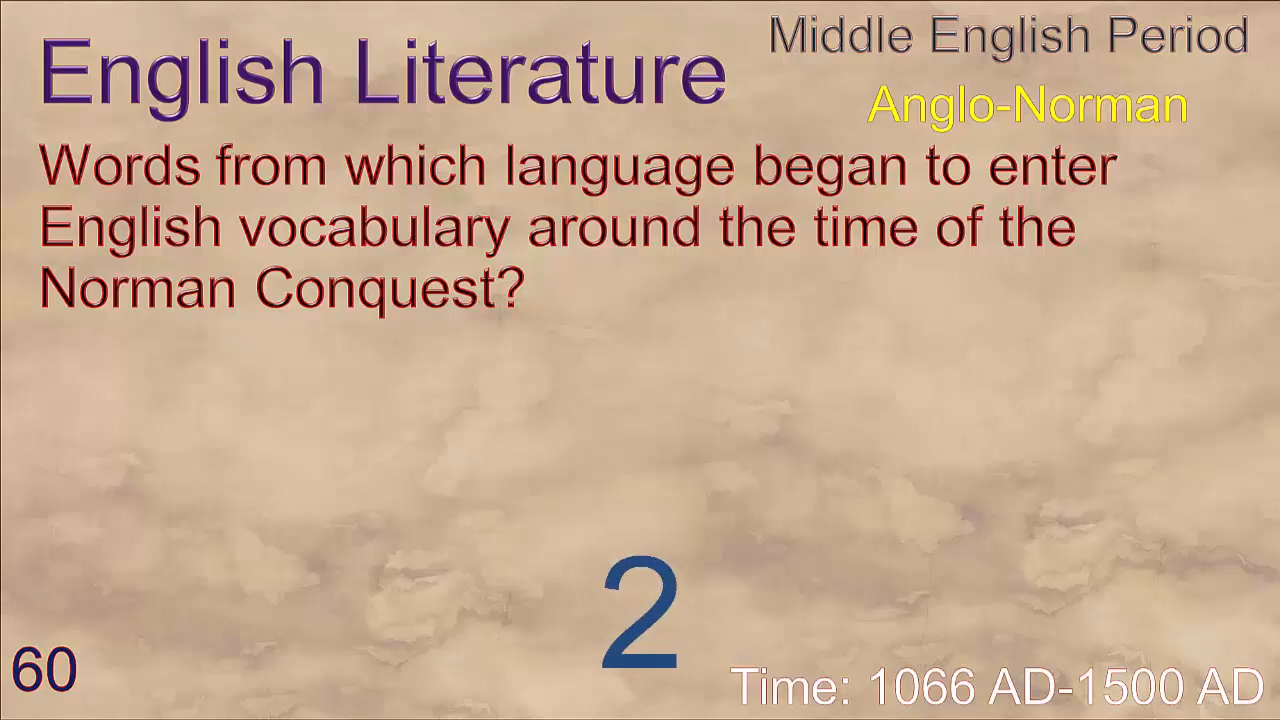 English Literature
Middle English Period
Anglo-Norman
Words from which language began to enter
English vocabulary around the time of the
Norman Conquest?
2
60
Time: 1066 AD-1500 AD